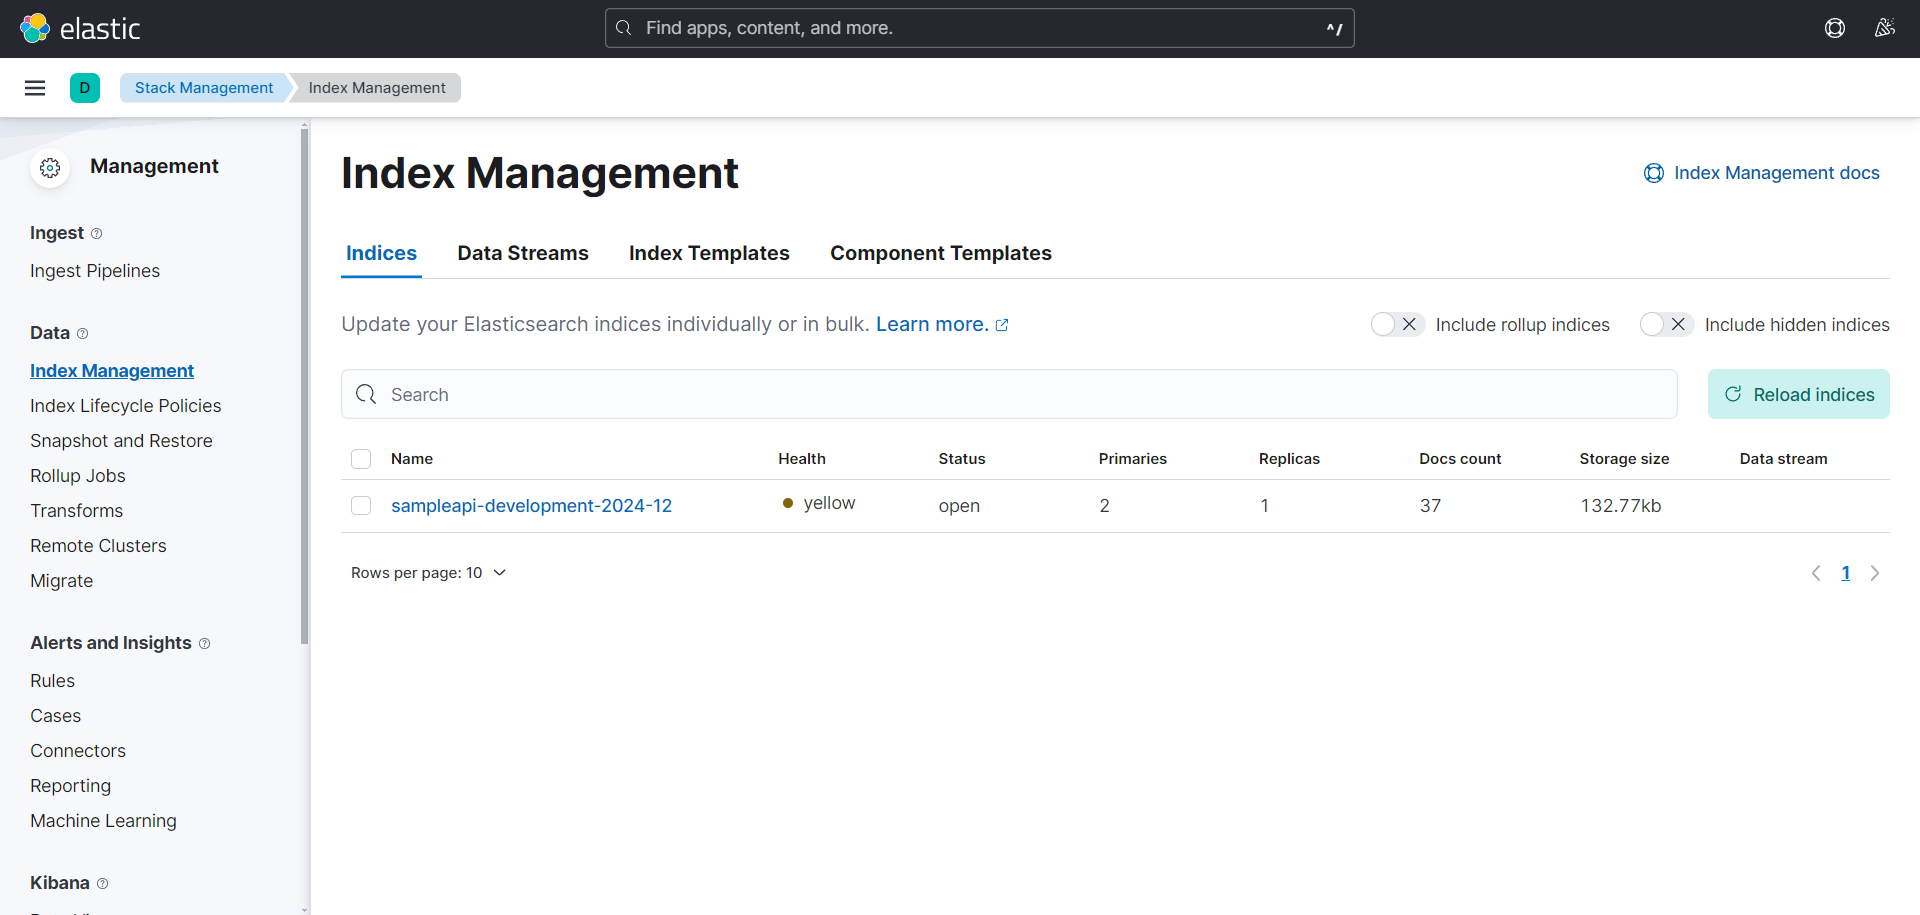 elastic
Find apps, content, and more.
^/
D
Stack Management
Index Management
Management
Ingest
Ingest Pipelines
Data
Index Management
Index Lifecycle Policies
Snapshot and Restore
Rollup Jobs
Transforms
Remote Clusters
Migrate
Alerts and Insights
Rules
Cases
Connectors
Reporting
Machine Learning
Kibana
Index Management
Index Management docs
Indices Data Streams Index Templates Component Templates
Update your Elasticsearch indices individually or in bulk. Learn more.
Include rollup indices
Include hidden indices
Search
Reload indices
Name Health Status Primaries Replicas Docs count Storage size Data stream
sampleapi-development-2024-12 yellow open 2 1 37 132.77kb
Rows per page: 10
1